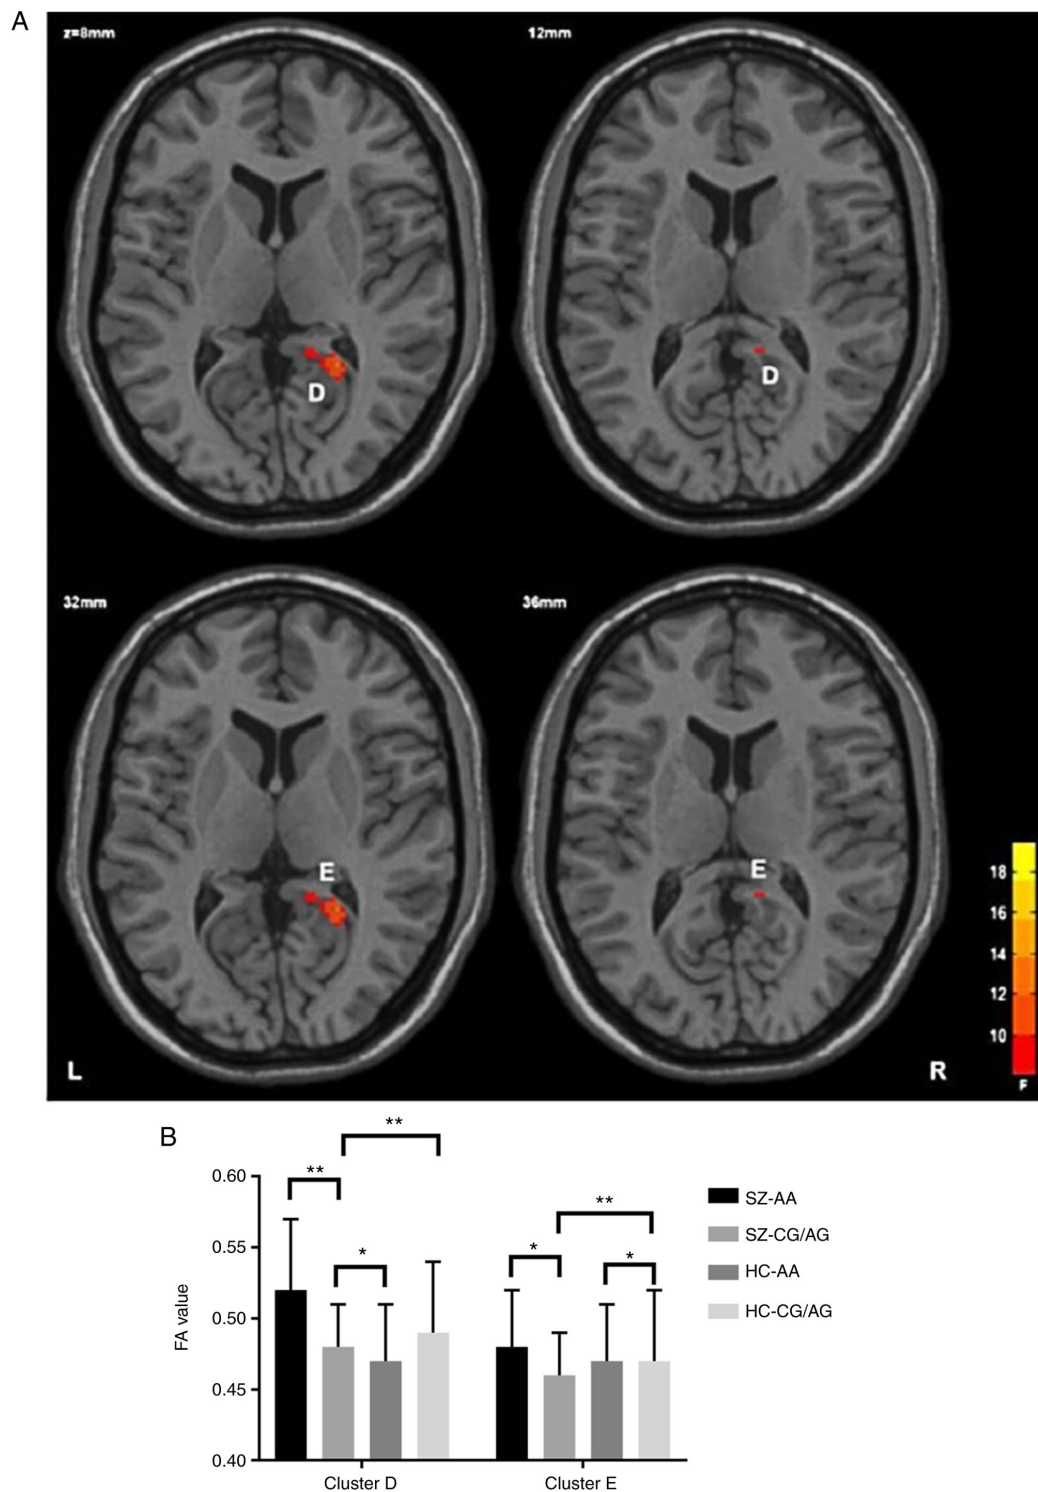 A
z=8mm
12mm
D
D
32mm
36mm
E
E
18
16
14
12
10
F
L
R
B
**
**
*
*
**
*
0.60
0.55
0.50
0.45
0.40
FA value
Cluster D
Cluster E
SZ-AA
SZ-CG/AG
HC-AA
HC-CG/AG